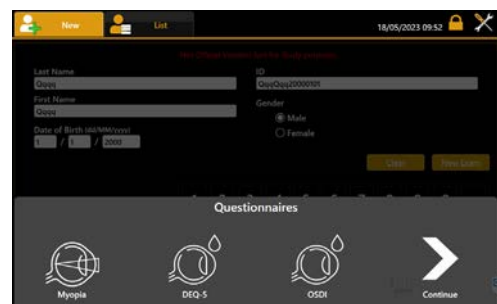 New
List
18/05/2023 09:52
Last Name
ID
Qqqq
QqqQqq20000101
First Name
Gender
Qqqq
Male
Date of Birth (dd/MM/yyyy)
Female
1 / 1 / 2000
Clear
New Exam
Questionnaires
Myopia
DEQ-5
OSDI
Continue